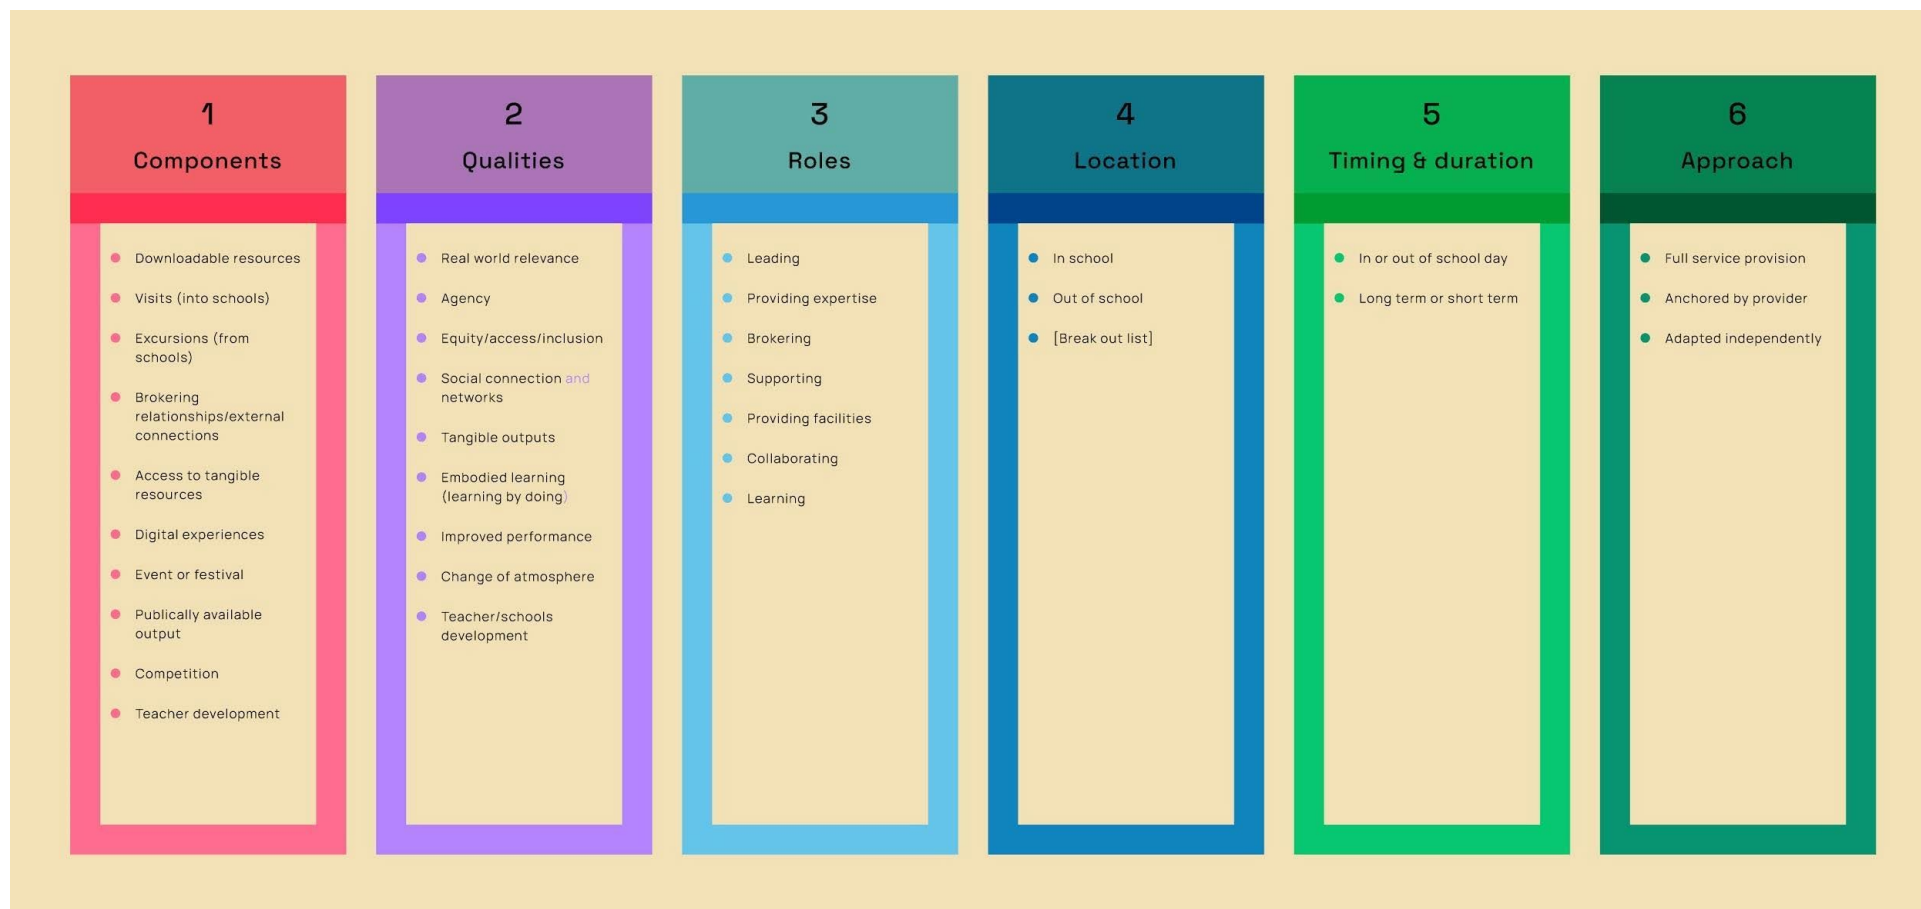 1
Components
Downloadable resources
Visits (into schools)
Excursions (from
schools)
Brokering
relationships/external
connections
Access to tangible
resources
Digital experiences
Event or festival
Publically available
output
Competition
Teacher development
2
Qualities
Real world relevance
Agency
Equity/access/inclusion
Social connection and
networks
Tangible outputs
Embodied learning
(learning by doing)
Improved performance
Change of atmosphere
Teacher/schools
development
3
Roles
Leading
Providing expertise
Brokering
Supporting
Providing facilities
Collaborating
Learning
4
Location
In school
Out of school
[Break out list]
5
Timing & duration
In or out of school day
Long term or short term
6
Approach
Full service provision
Anchored by provider
Adapted independently